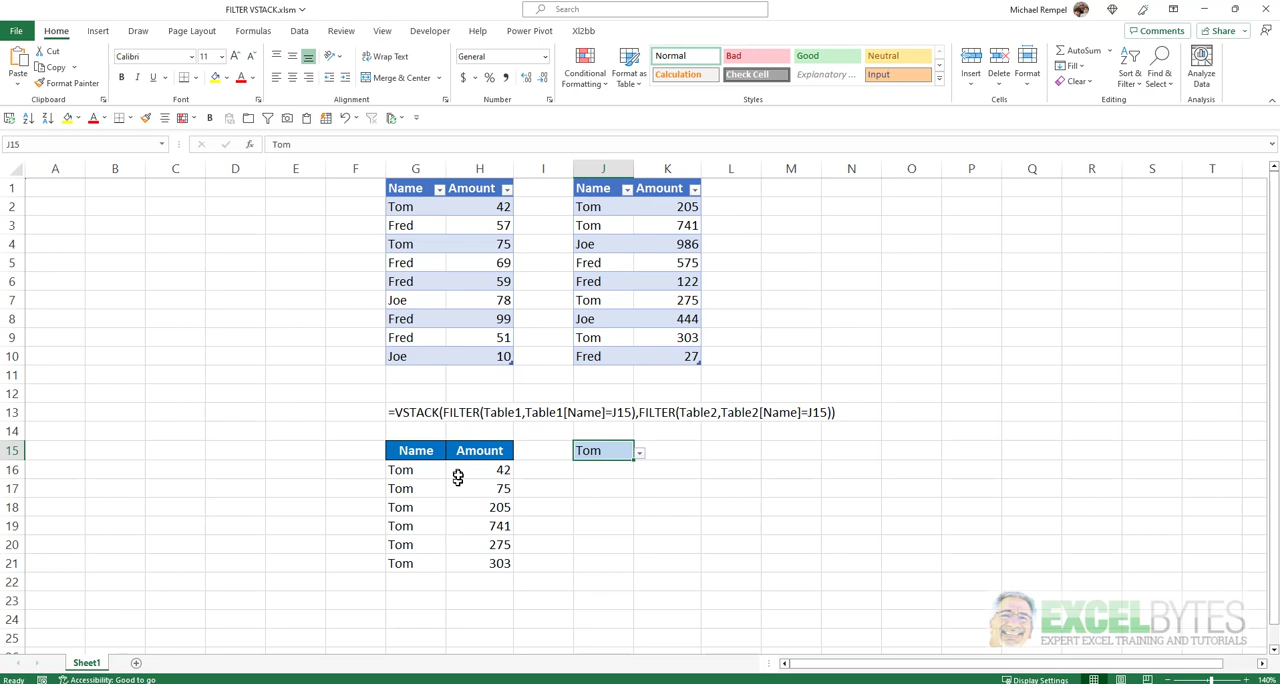 FILTER VSTACK.xlsm
Search
Michael Rempel
File Home Insert Draw Page Layout Formulas Data Review View Developer Help Power Pivot Xl2bb
Comments Share
Paste
Cut
Copy
Format Painter
Clipboard
Calibri 11
B I U
Font
Wrap Text
Merge & Center
Alignment
General
$ % 9
Number
Conditional Formatting
Format as Table
Normal Bad Good Neutral
Calculation Check Cell Explanatory ... Input
Styles
Insert Delete Format
Cells
AutoSum
Fill
Clear
Sort & Filter
Find & Select
Editing
Analyze Data
Analysis
J15 fx Tom
A B C D E F G H I J K L M N O P Q R S T
1 Name Amount Name Amount
2 Tom 42 Tom 205
3 Fred 57 Tom 741
4 Tom 75 Joe 986
5 Fred 69 Fred 575
6 Fred 59 Fred 122
7 Joe 78 Tom 275
8 Fred 99 Joe 444
9 Fred 51 Tom 303
10 Joe 10 Fred 27
11
12
13 =VSTACK(FILTER(Table1,Table1[Name]=J15),FILTER(Table2,Table2[Name]=J15))
14
15 Name Amount Tom
16 Tom 42
17 Tom 75
18 Tom 205
19 Tom 741
20 Tom 275
21 Tom 303
22
23
24
25
EXCELBYTES
EXPERT EXCEL TRAINING AND TUTORIALS
Sheet1
Ready Accessibility: Good to go Display Settings 140%